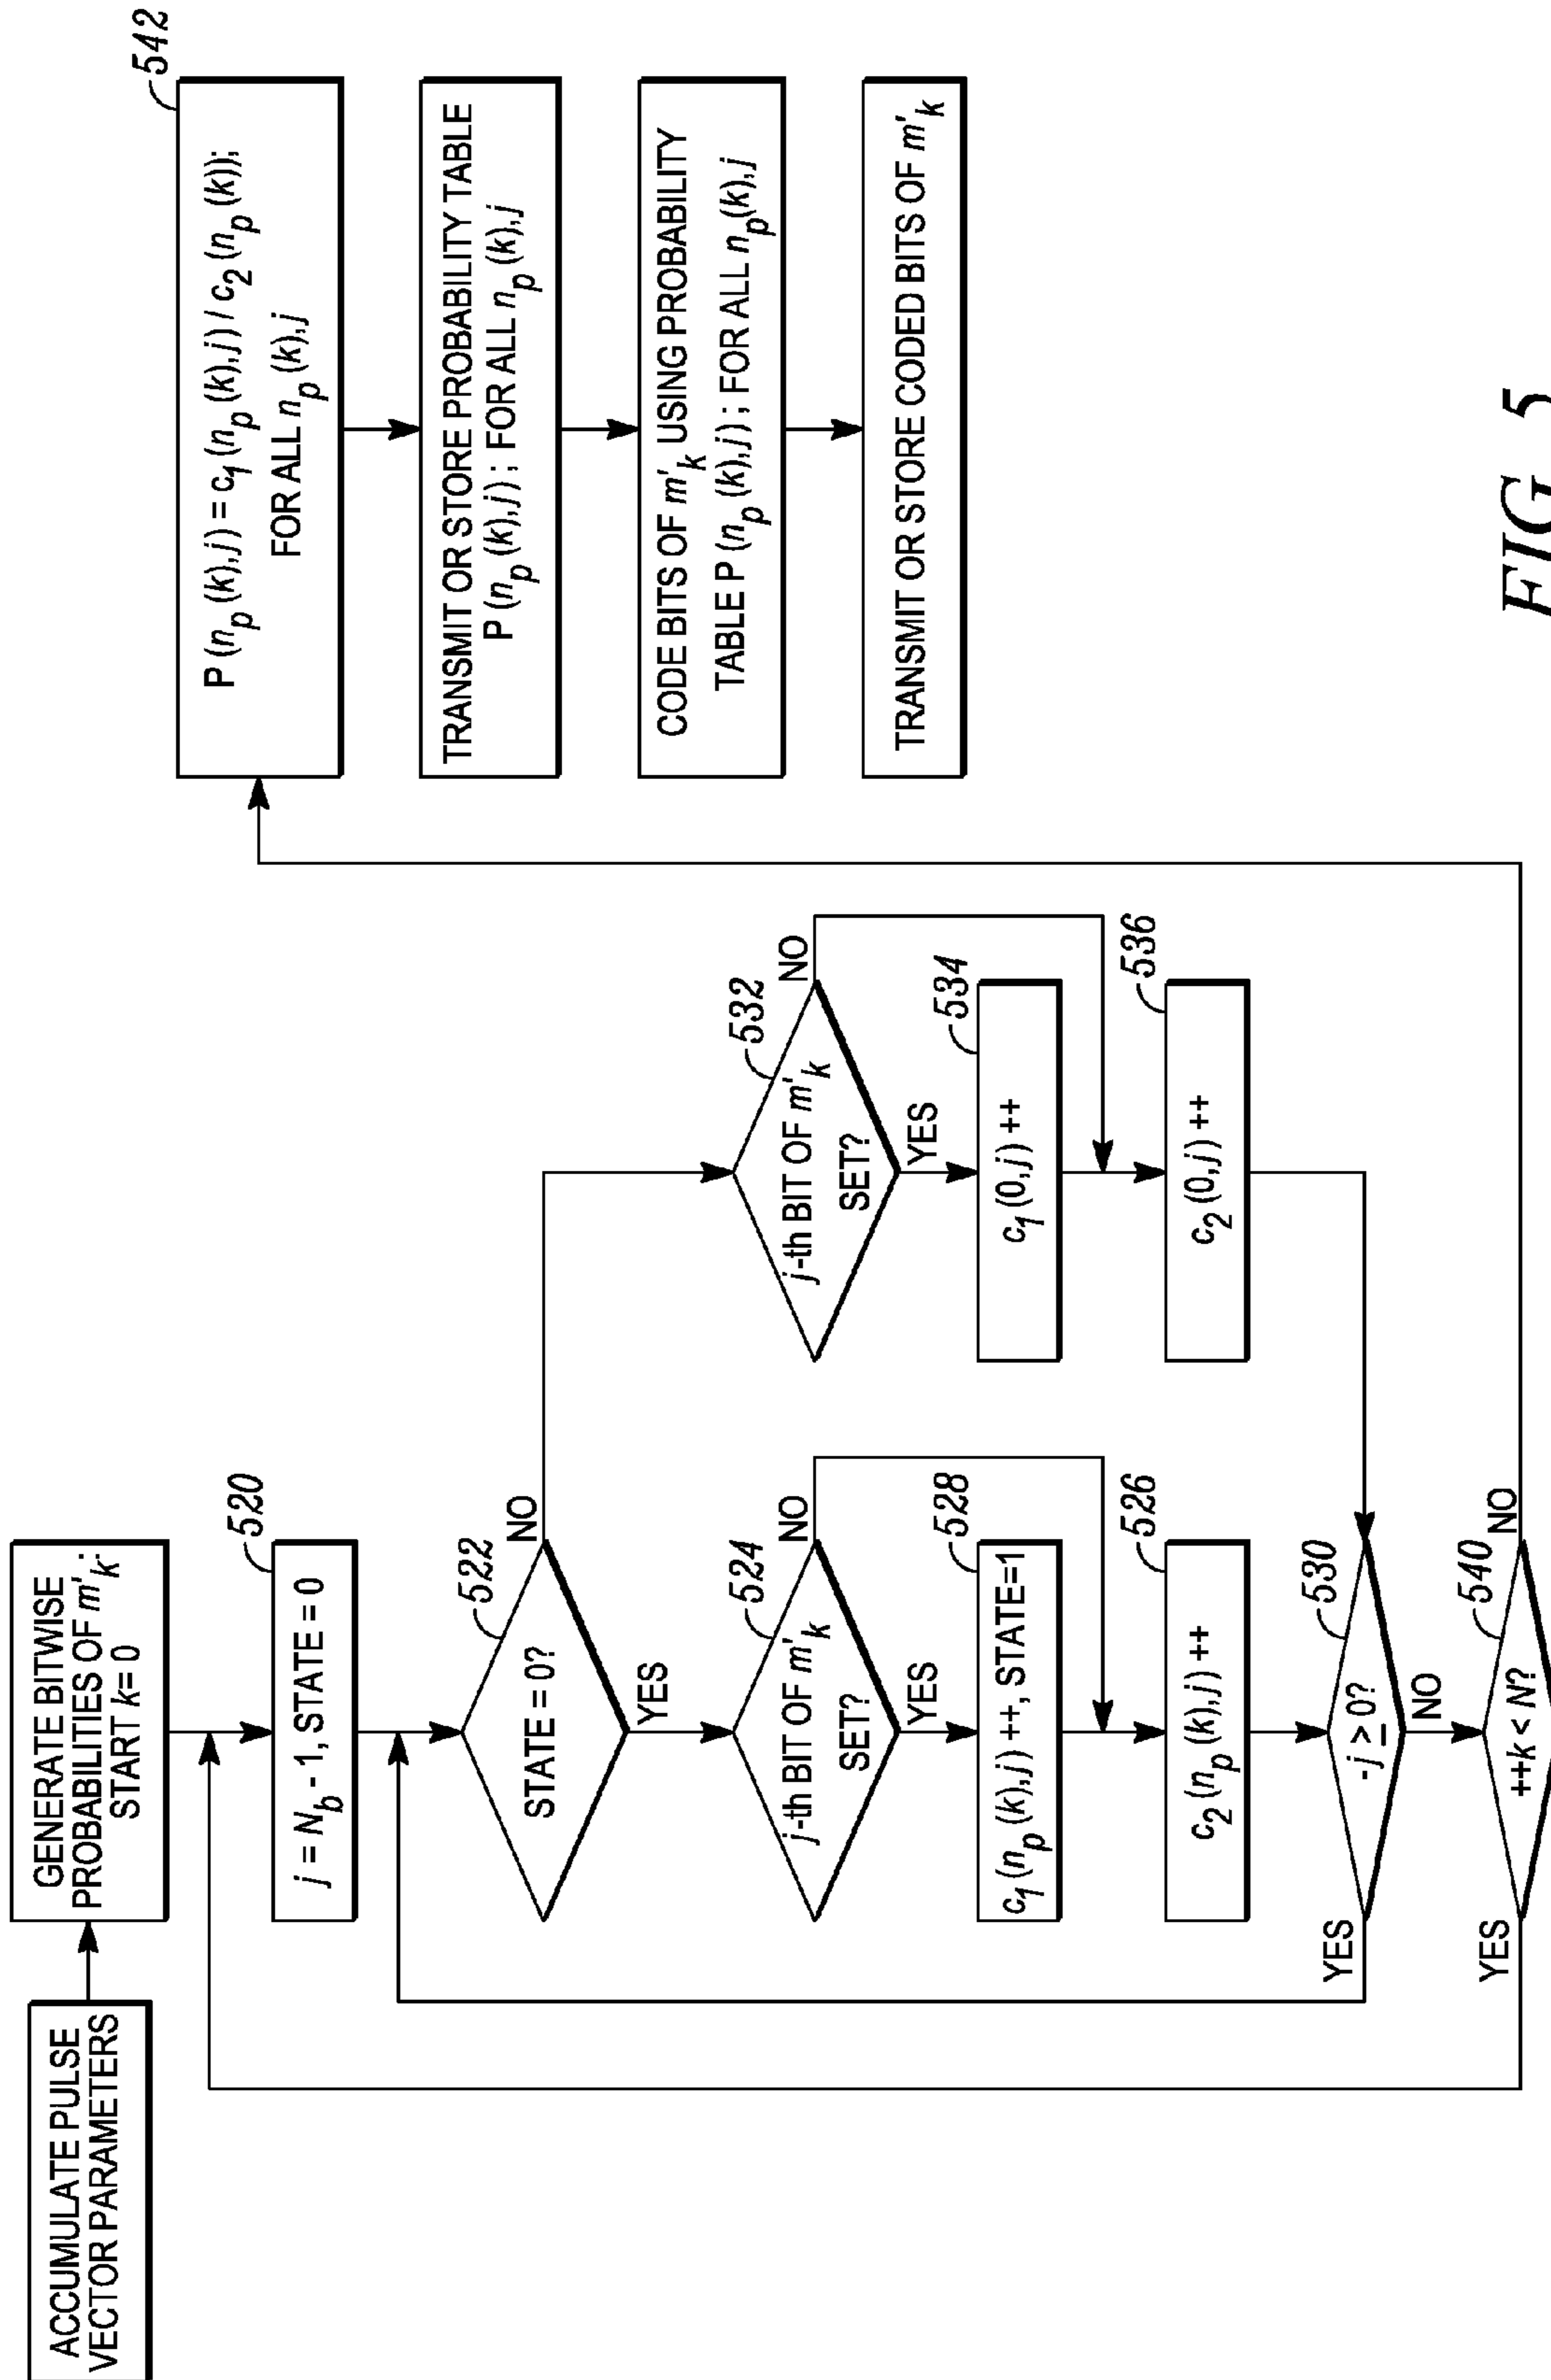 ACCUMULATE PULSE
VECTOR PARAMETERS
GENERATE BITWISE
PROBABILITIES OF m'k.
START k= 0
520
j = Nb - 1, STATE = 0
522
STATE = 0?
NO
YES
524
j-th BIT OF m'k
SET?
NO
YES
528
c1(np(k),j) ++, STATE=1
526
c2(np(k),j) ++
530
-j ≥ 0?
YES
NO
540
++k < N?
YES
NO
532
j-th BIT OF m'k
SET?
NO
YES
534
c1(0,j) ++
536
c2(0,j) ++
542
P(np(k),j) = c1(np(k),j)) / c2(np(k));
FOR ALL np(k),j
TRANSMIT OR STORE PROBABILITY TABLE
P(np(k),j)); FOR ALL np(k),j
CODE BITS OF m'k USING PROBABILITY
TABLE P(np(k),j)); FOR ALL np(k),j
TRANSMIT OR STORE CODED BITS OF m'k
FIG. 5